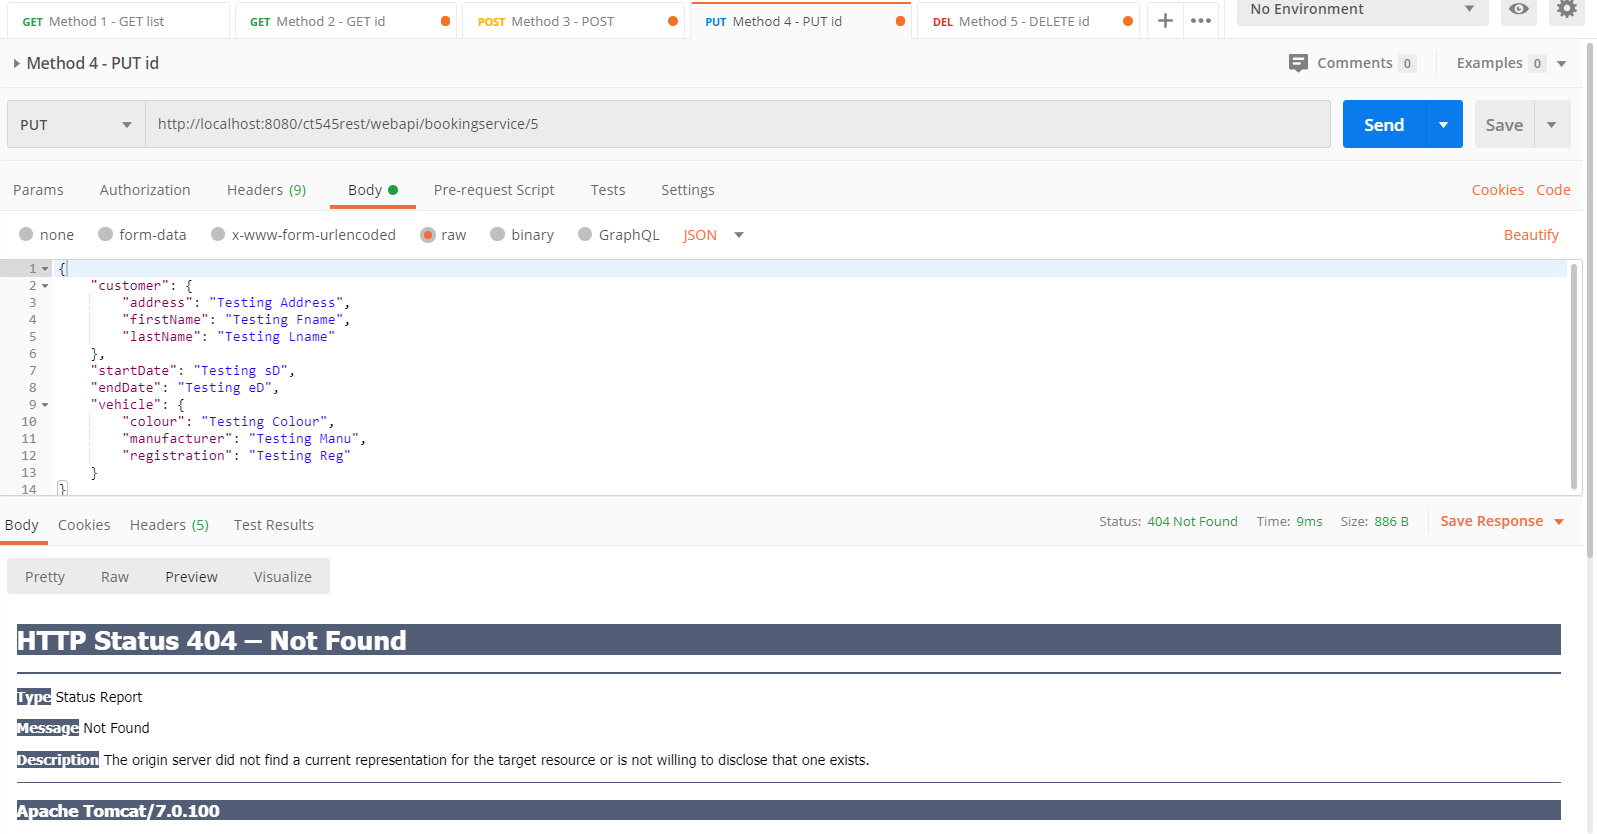 GET Method 1 - GET list
GET Method 2 - GET id
POST Method 3 - POST
PUT Method 4 - PUT id
DEL Method 5 - DELETE id
No Environment
Method 4 - PUT id
Comments 0
Examples 0
PUT
http://localhost:8080/ct545rest/webapi/bookingservice/5
Send
Save
Params
Authorization
Headers (9)
Body
Pre-request Script
Tests
Settings
Cookies
Code
none
form-data
x-www-form-urlencoded
raw
binary
GraphQL
JSON
Beautify
1 {
2 "customer": {
3 "address": "Testing Address",
4 "firstName": "Testing Fname",
5 "lastName": "Testing Lname"
6 },
7 "startDate": "Testing sD",
8 "endDate": "Testing eD",
9 "vehicle": {
10 "colour": "Testing Colour",
11 "manufacturer": "Testing Manu",
12 "registration": "Testing Reg"
13 }
14 }
Body
Cookies
Headers (5)
Test Results
Status: 404 Not Found
Time: 9ms
Size: 886 B
Save Response
Pretty
Raw
Preview
Visualize
HTTP Status 404 – Not Found
Type Status Report
Message Not Found
Description The origin server did not find a current representation for the target resource or is not willing to disclose that one exists.
Apache Tomcat/7.0.100